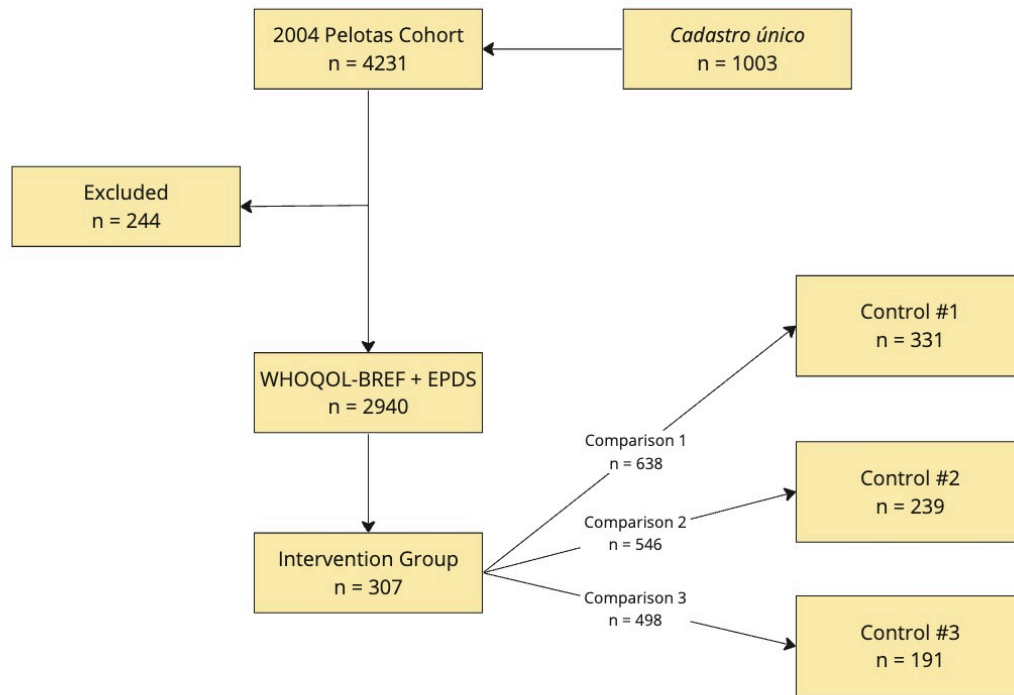 2004 Pelotas Cohort
n = 4231
Cadastro único
n = 1003
Excluded
n = 244
WHOQOL-BREF + EPDS
n = 2940
Intervention Group
n = 307
Comparison 1
n = 638
Comparison 2
n = 546
Comparison 3
n = 498
Control #1
n = 331
Control #2
n = 239
Control #3
n = 191